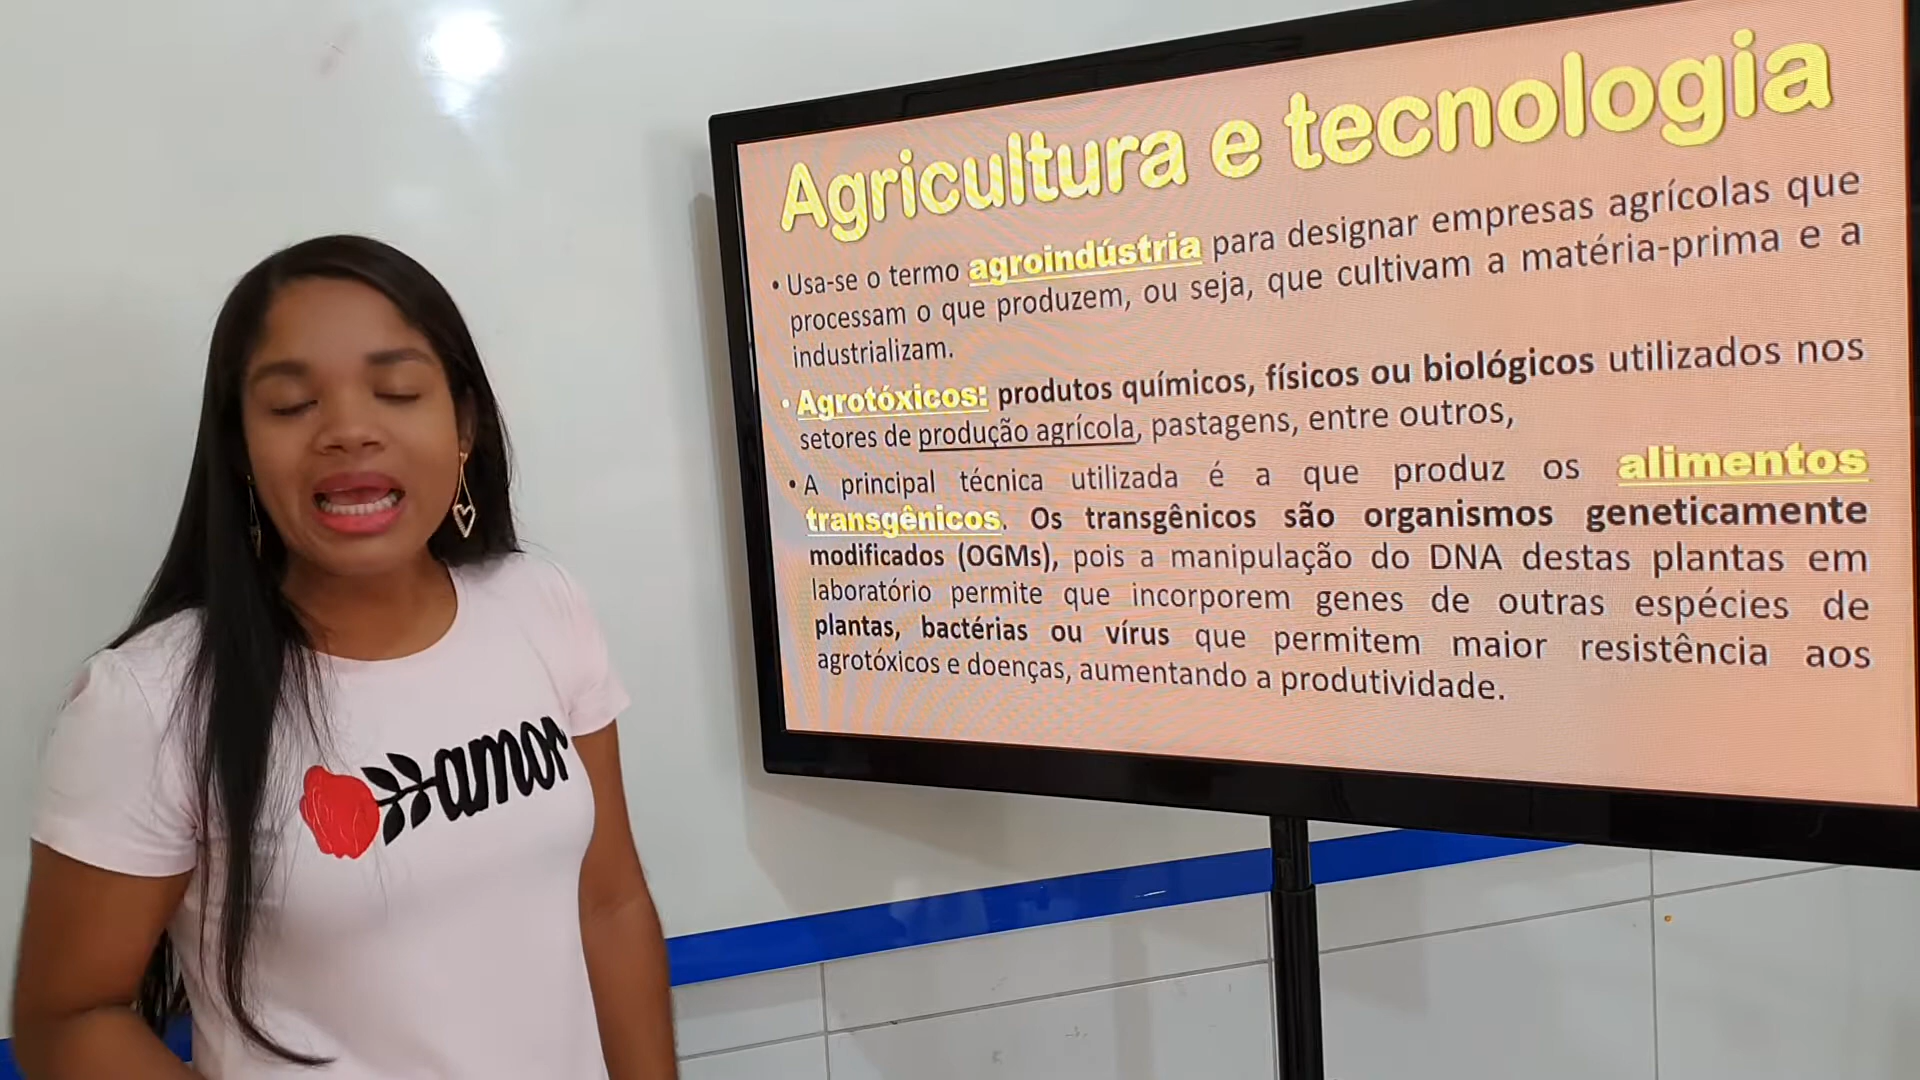 Agricultura e tecnologia
• Usa-se o termo agroindústria para designar empresas agrícolas que
processam o que produzem, ou seja, que cultivam a matéria-prima e a
industrializam.
• Agrotóxicos: produtos químicos, físicos ou biológicos utilizados nos
setores de produção agrícola, pastagens, entre outros,
• A principal técnica utilizada é a que produz os alimentos
transgênicos. Os transgênicos são organismos geneticamente
modificados (OGMs), pois a manipulação do DNA destas plantas em
laboratório permite que incorporem genes de outras espécies de
plantas, bactérias ou vírus que permitem maior resistência aos
agrotóxicos e doenças, aumentando a produtividade.
amor